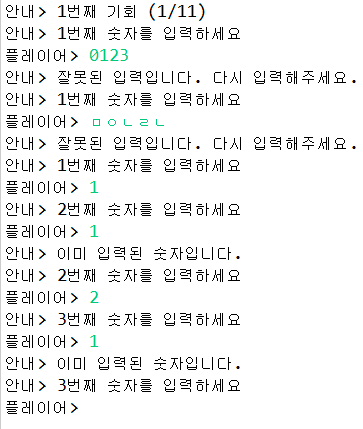 안내> 1번째 기회 (1/11)
안내> 1번째 숫자를 입력하세요
플레이어> 0123
안내> 잘못된 입력입니다. 다시 입력해주세요.
안내> 1번째 숫자를 입력하세요
플레이어> ㅁㅇㄴㄹㄴ
안내> 잘못된 입력입니다. 다시 입력해주세요.
안내> 1번째 숫자를 입력하세요
플레이어> 1
안내> 2번째 숫자를 입력하세요
플레이어> 1
안내> 이미 입력된 숫자입니다.
안내> 2번째 숫자를 입력하세요
플레이어> 2
안내> 3번째 숫자를 입력하세요
플레이어> 1
안내> 이미 입력된 숫자입니다.
안내> 3번째 숫자를 입력하세요
플레이어>